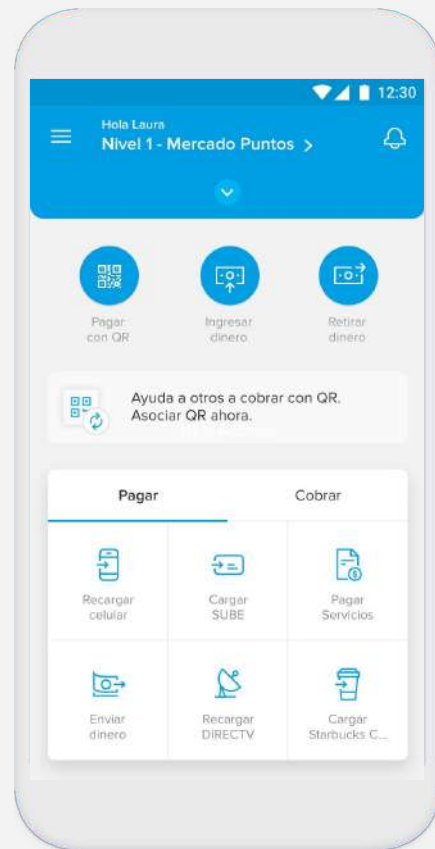 12:30
Hola Laura
Nivel 1 - Mercado Puntos >
Pagar
con QR
Ingresar
dinero
Retirar
dinero
Ayuda a otros a cobrar con QR.
Asociar QR ahora.
Pagar
Cobrar
Recargar
celular
Cargar
SUBE
Pagar
Servicios
Enviar
dinero
Recargar
DIRECTV
Cargar
Starbucks C...